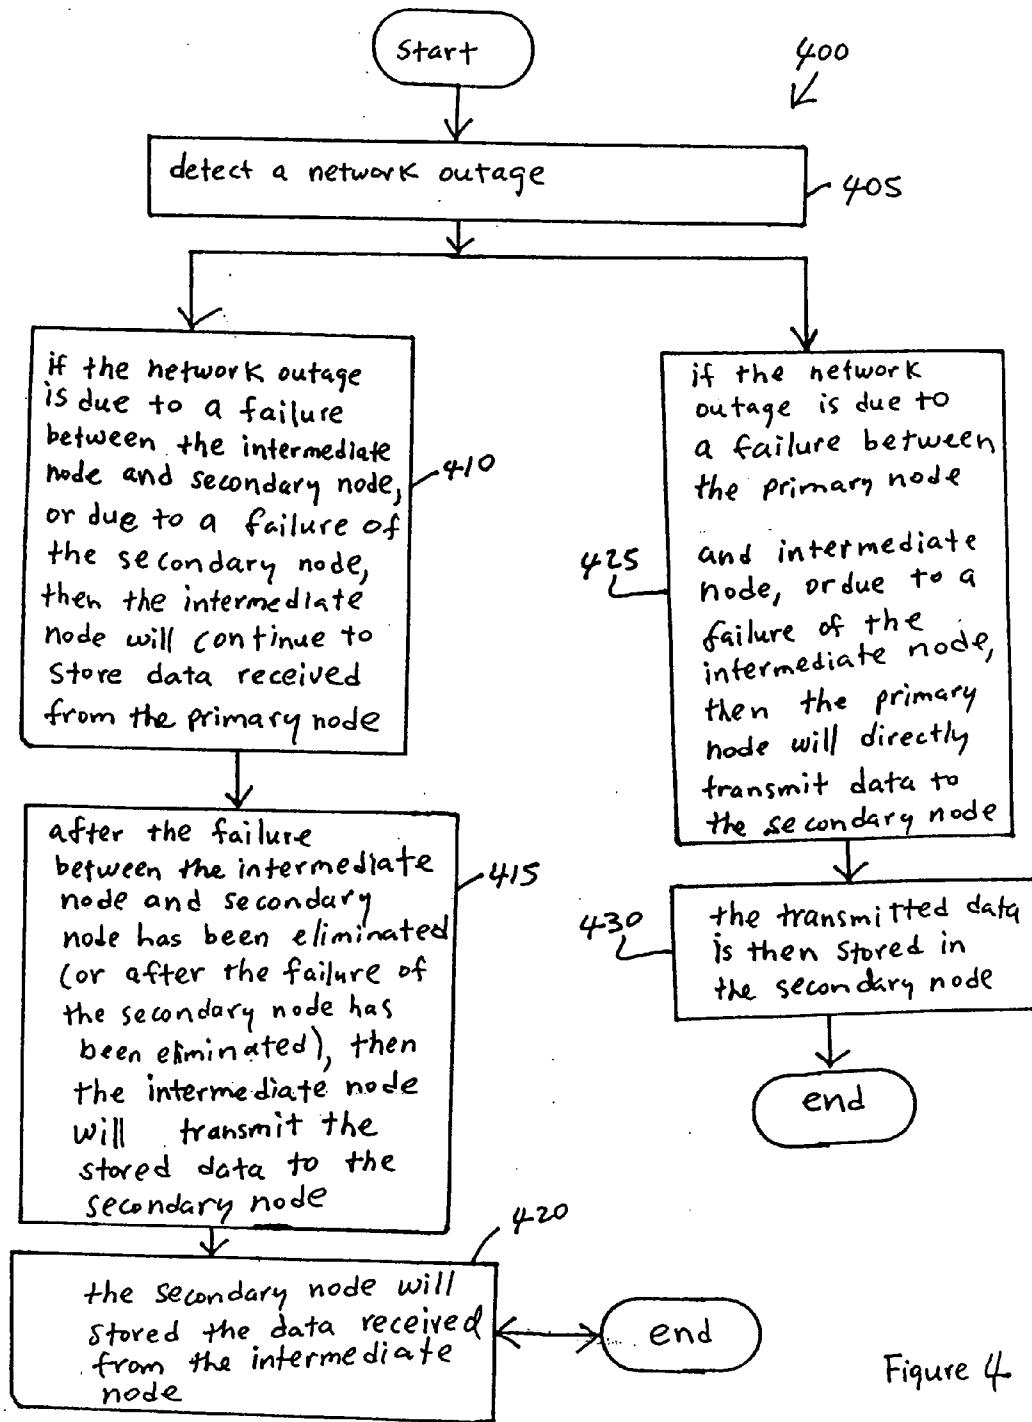 Start
400
detect a network outage
405
if the network outage
is due to a failure
between the intermediate
node and secondary node,
or due to a failure of
the secondary node,
then the intermediate
node will continue to
store data received
from the primary node
410
after the failure
between the intermediate
node and secondary
node has been eliminated
(or after the failure of
the secondary node has
been eliminated), then
the intermediate node
will transmit the
stored data to the
secondary node
415
the secondary node will
stored the data received
from the intermediate
node
420
end
if the network
outage is due to
a failure between
the primary node
and intermediate
node, or due to a
failure of the
intermediate node,
then the primary
node will directly
transmit data to
the secondary node
425
the transmitted data
is then stored in
the secondary node
430
end
Figure 4